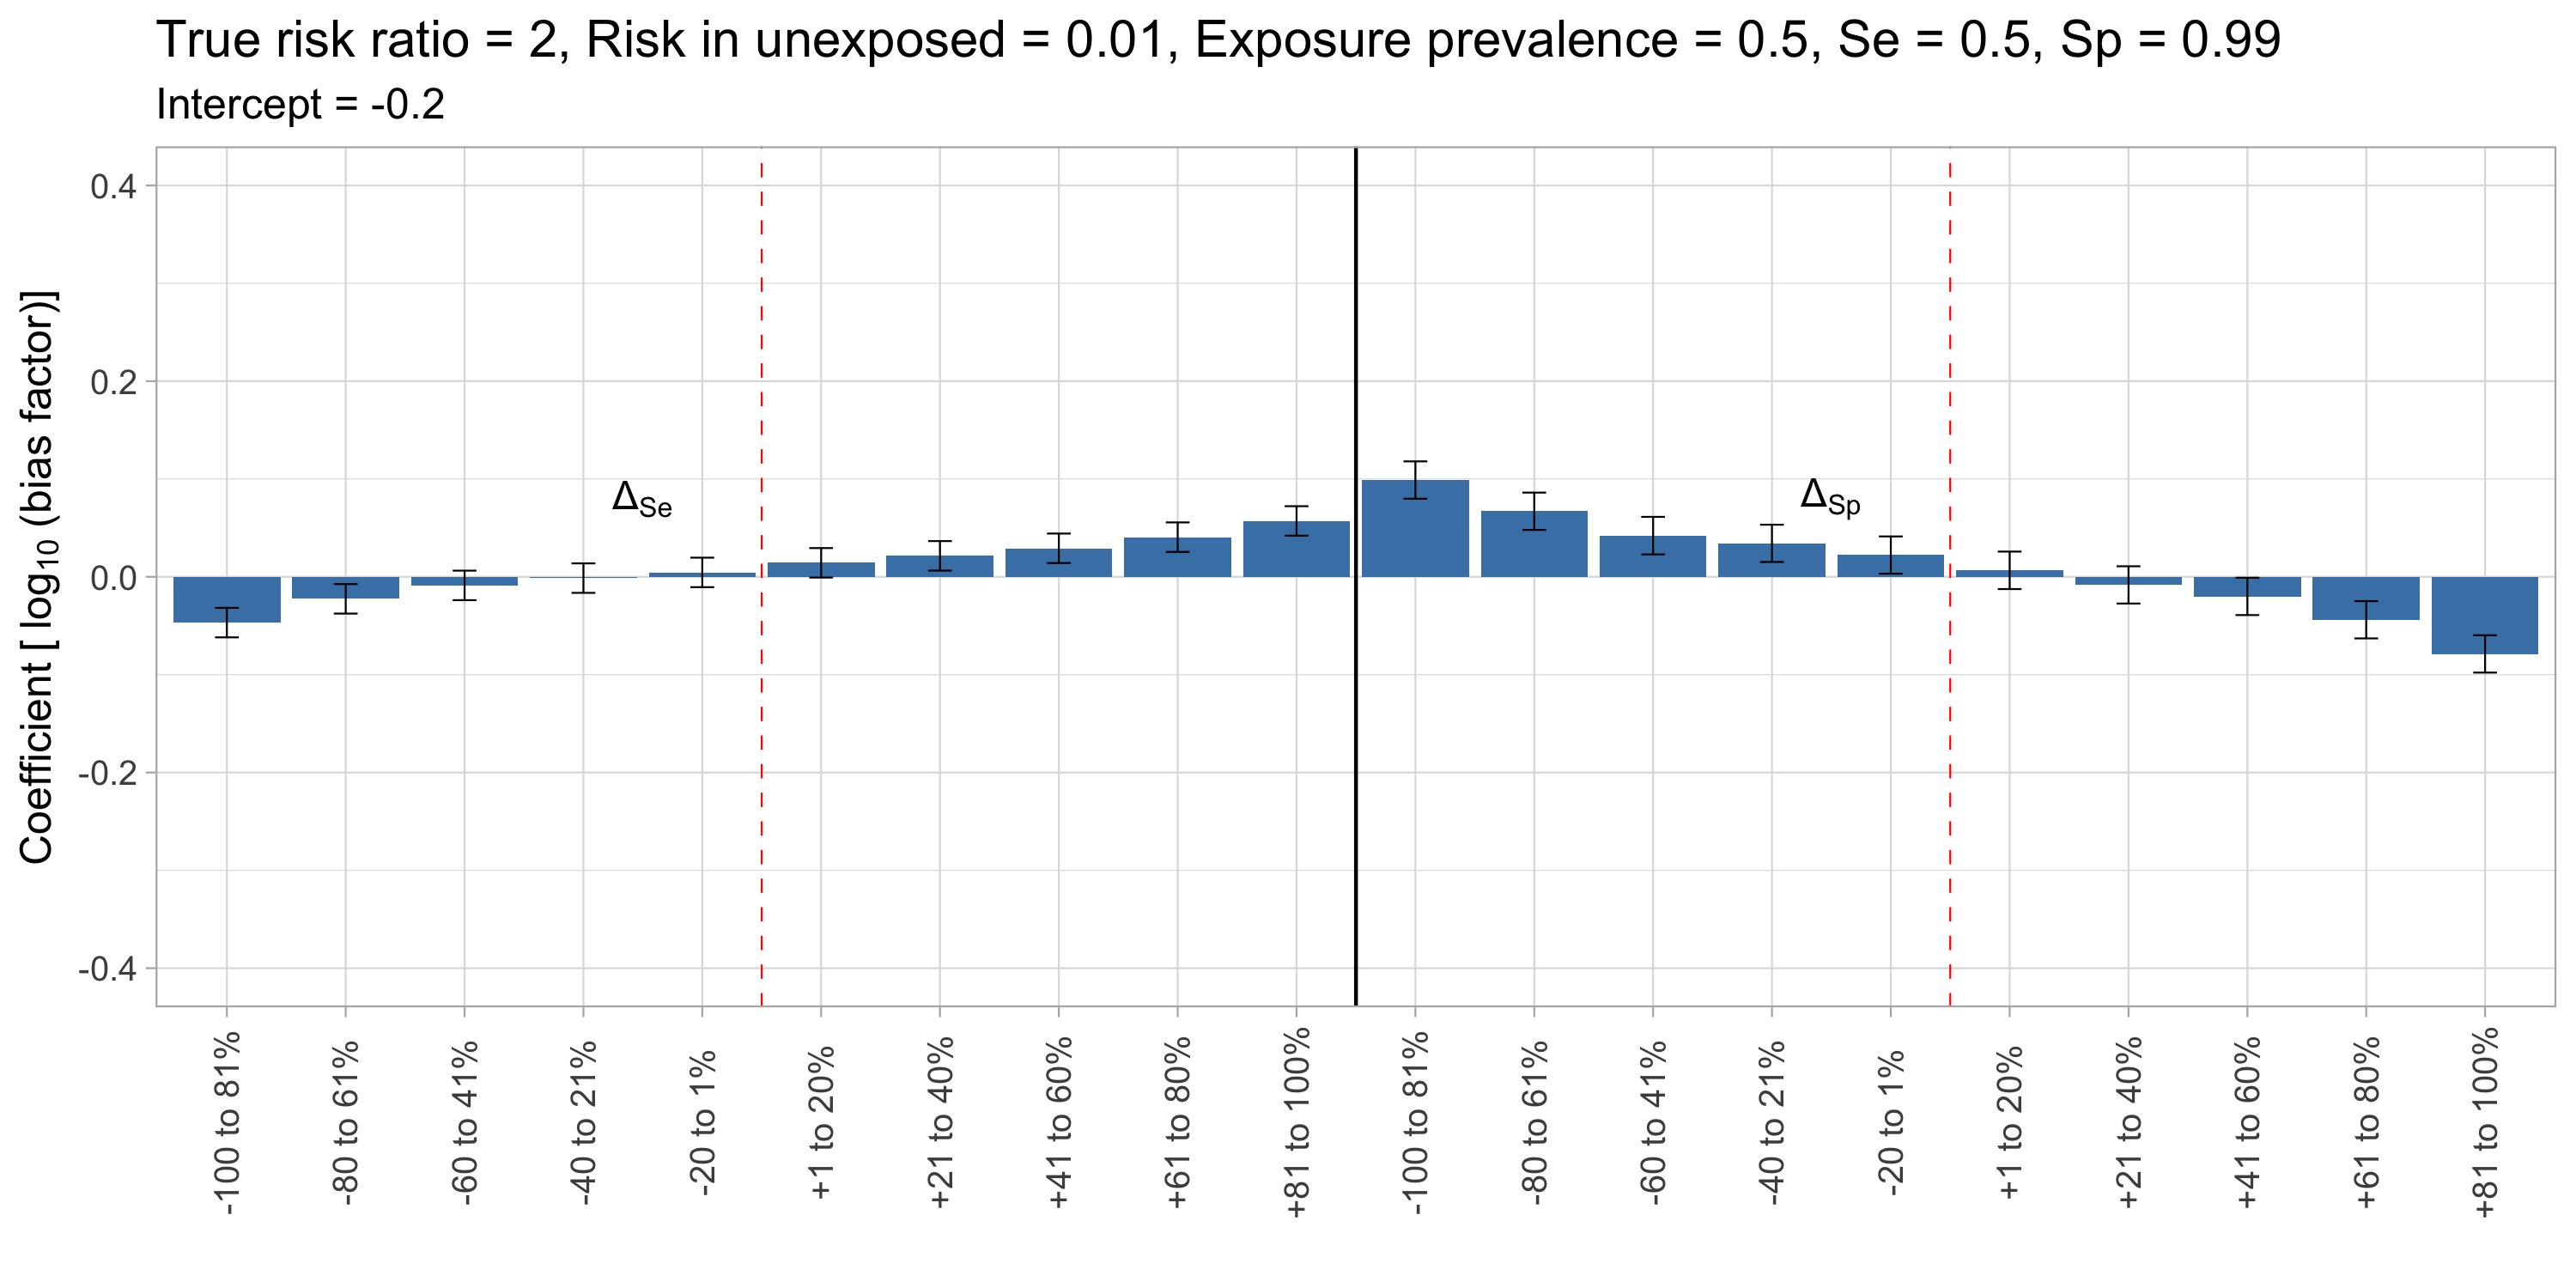 True risk ratio = 2, Risk in unexposed = 0.01, Exposure prevalence = 0.5, Se = 0.5, Sp = 0.99
Intercept = -0.2
Coefficient [ log10 (bias factor)]
0.4
0.2
0.0
-0.2
-0.4
ΔSe
ΔSp
-100 to 81%
-80 to 61%
-60 to 41%
-40 to 21%
-20 to 1%
+1 to 20%
+21 to 40%
+41 to 60%
+61 to 80%
+81 to 100%
-100 to 81%
-80 to 61%
-60 to 41%
-40 to 21%
-20 to 1%
+1 to 20%
+21 to 40%
+41 to 60%
+61 to 80%
+81 to 100%